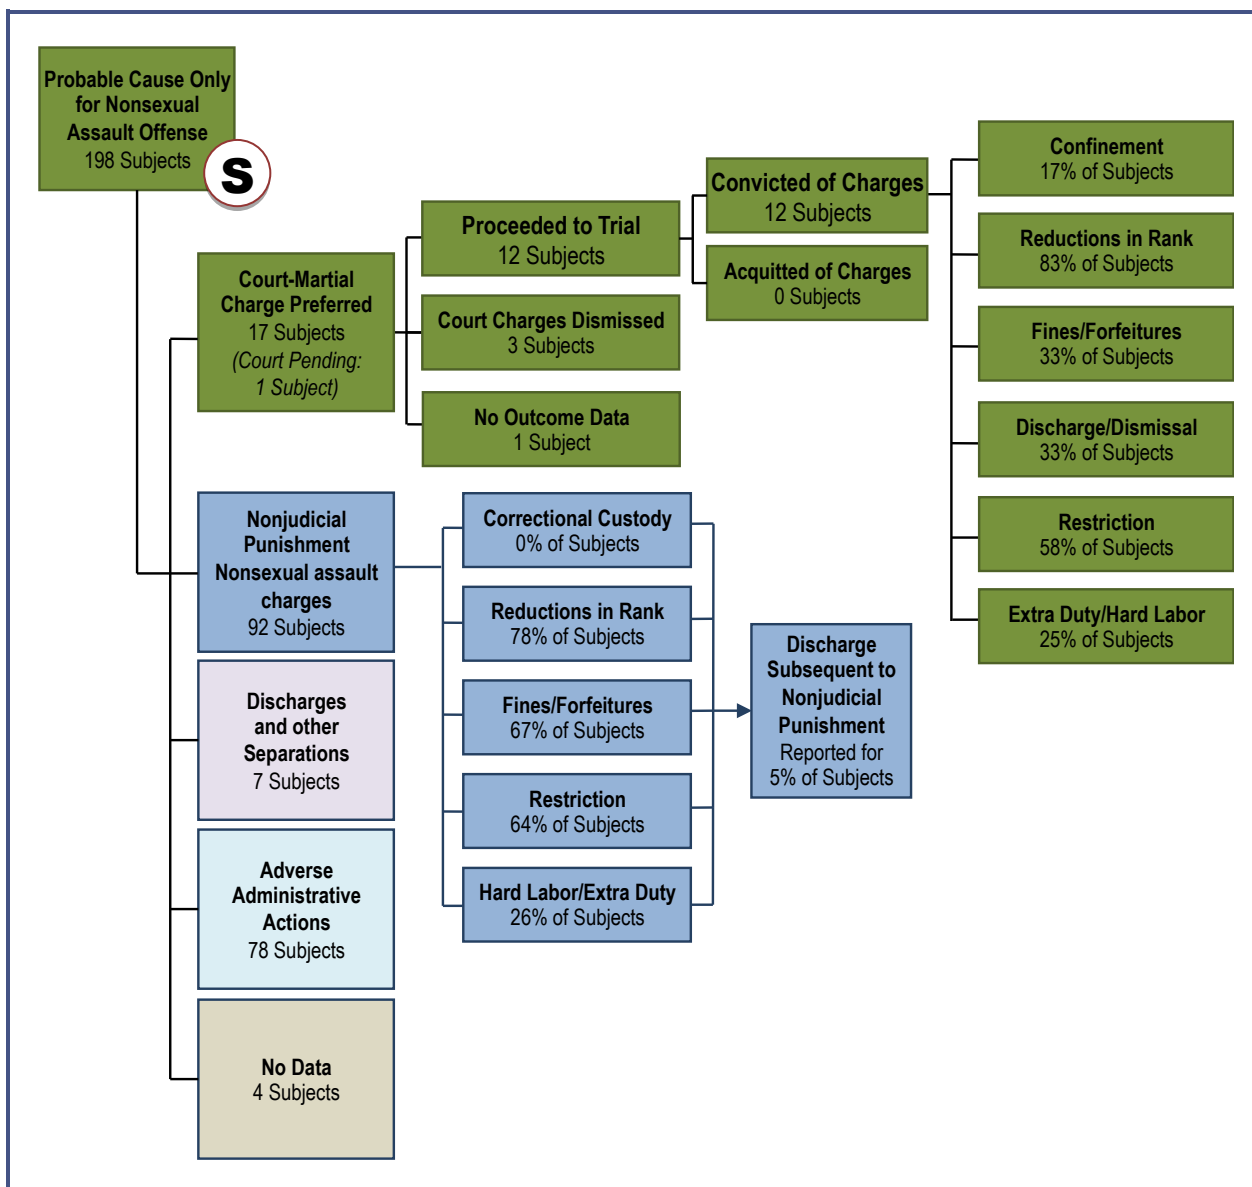 Probable Cause Only
for Nonsexual
Assault Offense
198 Subjects
S
Court-Martial
Charge Preferred
17 Subjects
(Court Pending:
1 Subject)
Proceeded to Trial
12 Subjects
Court Charges Dismissed
3 Subjects
No Outcome Data
1 Subject
Convicted of Charges
12 Subjects
Acquitted of Charges
0 Subjects
Confinement
17% of Subjects
Reductions in Rank
83% of Subjects
Fines/Forfeitures
33% of Subjects
Discharge/Dismissal
33% of Subjects
Restriction
58% of Subjects
Extra Duty/Hard Labor
25% of Subjects
Nonjudicial
Punishment
Nonsexual assault
charges
92 Subjects
Correctional Custody
0% of Subjects
Reductions in Rank
78% of Subjects
Fines/Forfeitures
67% of Subjects
Restriction
64% of Subjects
Hard Labor/Extra Duty
26% of Subjects
Discharge
Subsequent to
Nonjudicial
Punishment
Reported for
5% of Subjects
Discharges
and other
Separations
7 Subjects
Adverse
Administrative
Actions
78 Subjects
No Data
4 Subjects